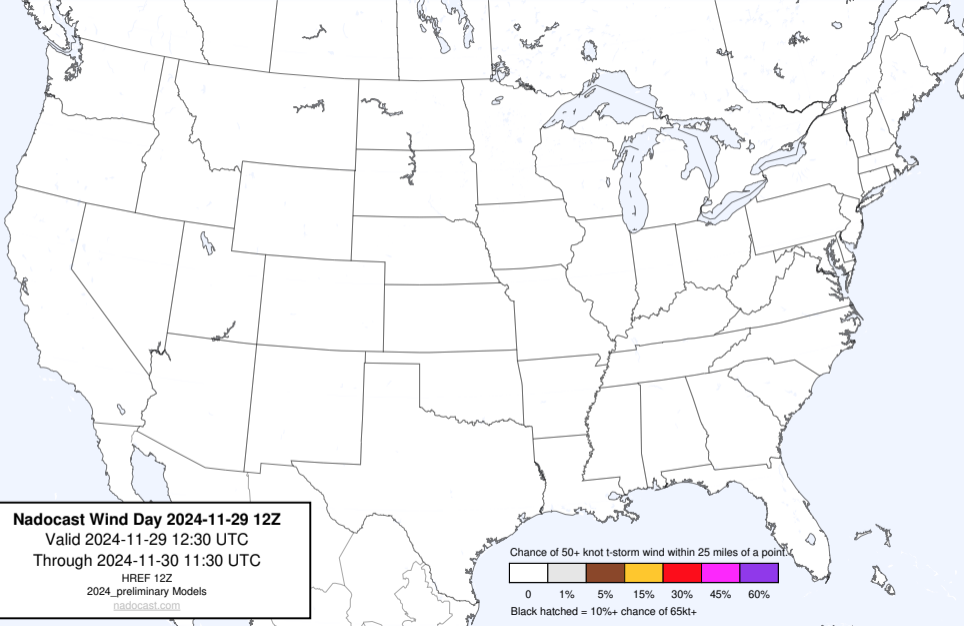 Nadocast Wind Day 2024-11-29 12Z
Valid 2024-11-29 12:30 UTC
Through 2024-11-30 11:30 UTC
HREF 12Z
2024_preliminary Models
nadocast.com
Chance of 50+ knot t-storm wind within 25 miles of a point.
0 1% 5% 15% 30% 45% 60%
Black hatched = 10%+ chance of 65kt+